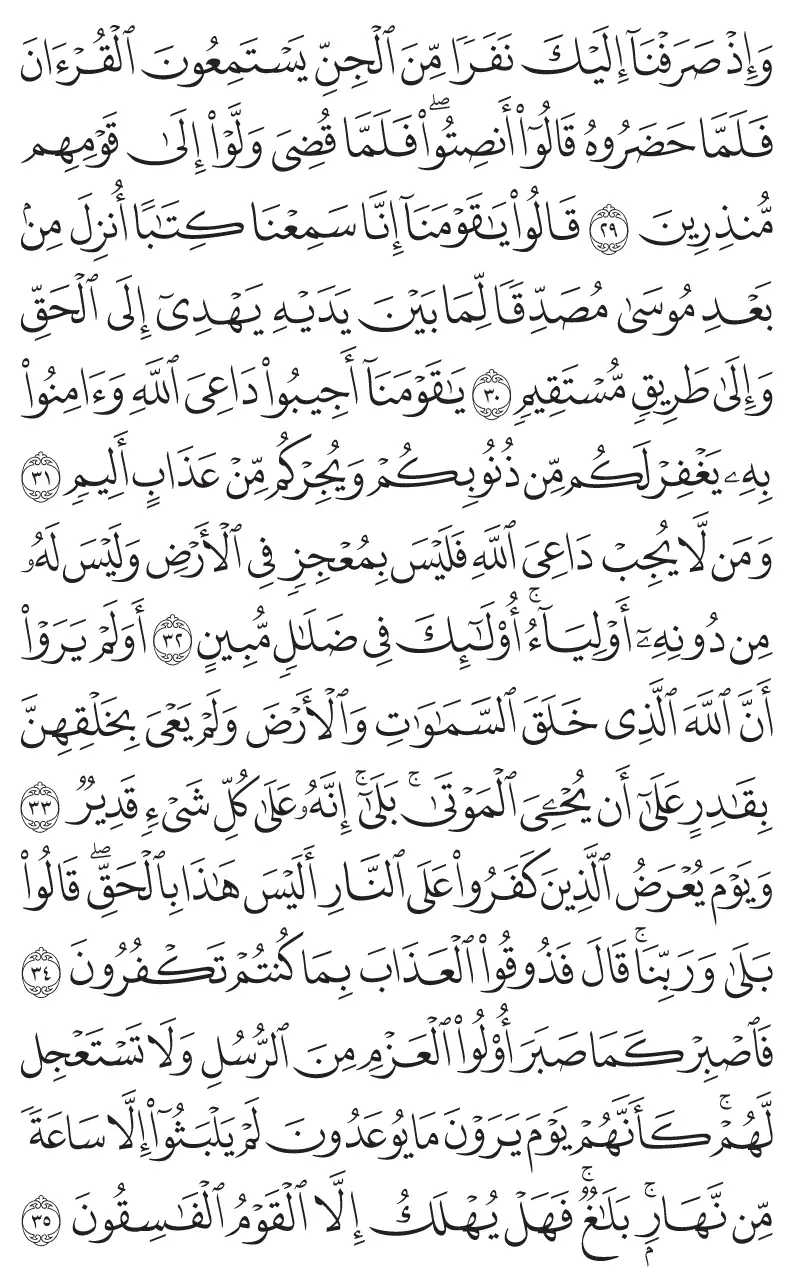 وَإِذْ صَرَفْنَآ إِلَيْكَ نَفَرًا مِّنَ ٱلْجِنِّ يَسْتَمِعُونَ ٱلْقُرْءَانَ
فَلَمَّا حَضَرُوهُ قَالُوٓا۟ أَنصِتُوا۟ ۖ فَلَمَّا قُضِىَ وَلَّوْا۟ إِلَىٰ قَوْمِهِم
مُّنذِرِينَ ٢٩ قَالُوا۟ يَٰقَوْمَنَآ إِنَّا سَمِعْنَا كِتَٰبًا أُنزِلَ مِنۢ
بَعْدِ مُوسَىٰ مُصَدِّقًا لِّمَا بَيْنَ يَدَيْهِ يَهْدِىٓ إِلَى ٱلْحَقِّ
وَإِلَىٰ طَرِيقٍ مُّسْتَقِيمٍ ٣٠ يَٰقَوْمَنَآ أَجِيبُوا۟ دَاعِىَ ٱللَّهِ وَءَامِنُوا۟
بِهِۦ يَغْفِرْ لَكُم مِّن ذُنُوبِكُمْ وَيُجِرْكُم مِّنْ عَذَابٍ أَلِيمٍ ٣١
وَمَن لَّا يُجِبْ دَاعِىَ ٱللَّهِ فَلَيْسَ بِمُعْجِزٍ فِى ٱلْأَرْضِ وَلَيْسَ لَهُۥ
مِن دُونِهِۦٓ أَوْلِيَآءُ ۚ أُو۟لَٰٓئِكَ فِى ضَلَٰلٍ مُّبِينٍ ٣٢ أَوَلَمْ يَرَوْا۟
أَنَّ ٱللَّهَ ٱلَّذِى خَلَقَ ٱلسَّمَٰوَٰتِ وَٱلْأَرْضَ وَلَمْ يَعْىَ بِخَلْقِهِنَّ
بِقَٰدِرٍ عَلَىٰٓ أَن يُحْۦِىَ ٱلْمَوْتَىٰ ۚ بَلَىٰٓ ۚ إِنَّهُۥ عَلَىٰ كُلِّ شَىْءٍ قَدِيرٌ ٣٣
وَيَوْمَ يُعْرَضُ ٱلَّذِينَ كَفَرُوا۟ عَلَى ٱلنَّارِ أَلَيْسَ هَٰذَا بِٱلْحَقِّ ۖ قَالُوا۟
بَلَىٰ وَرَبِّنَا ۚ قَالَ فَذُوقُوا۟ ٱلْعَذَابَ بِمَا كُنتُمْ تَكْفُرُونَ ٣٤
فَٱصْبِرْ كَمَا صَبَرَ أُو۟لُوا۟ ٱلْعَزْمِ مِنَ ٱلرُّسُلِ وَلَا تَسْتَعْجِل
لَّهُمْ ۚ كَأَنَّهُمْ يَوْمَ يَرَوْنَ مَا يُوعَدُونَ لَمْ يَلْبَثُوٓا۟ إِلَّا سَاعَةً
مِّن نَّهَارٍۭ ۚ بَلَٰغٌ ۚ فَهَلْ يُهْلَكُ إِلَّا ٱلْقَوْمُ ٱلْفَٰسِقُونَ ٣٥